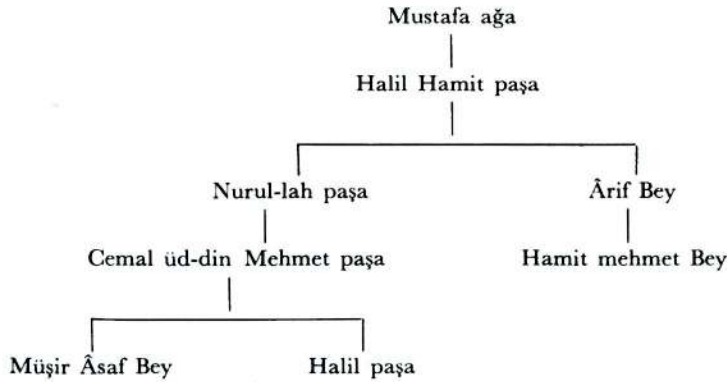 Mustafa ağa
Halil Hamit paşa
Nurul-lah paşa Ârif Bey
Cemal üd-din Mehmet paşa Hamit mehmet Bey
Müşir Âsaf Bey Halil paşa